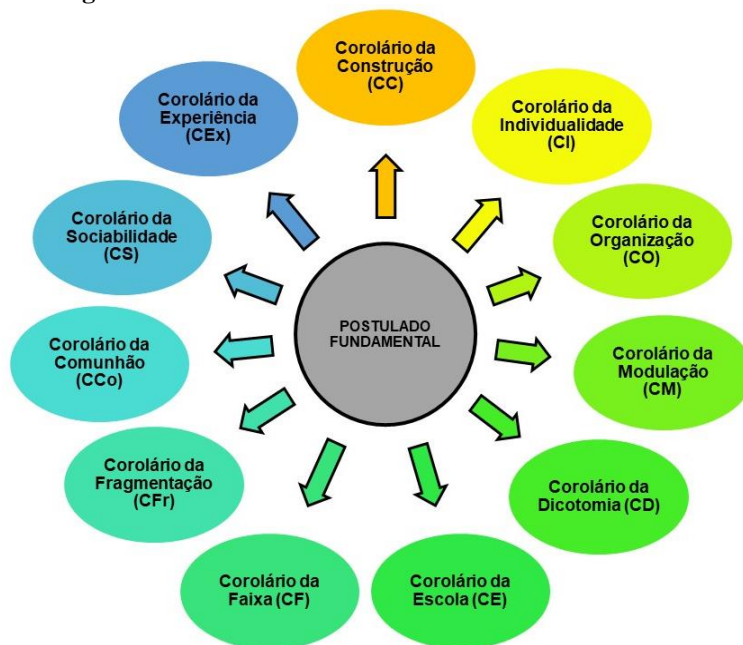 Corolário da
Construção
(CC)
Corolário da
Individualidade
(CI)
Corolário da
Organização
(CO)
Corolário da
Modulação
(CM)
Corolário da
Dicotomia (CD)
Corolário da
Escola (CE)
Corolário da
Faixa (CF)
Corolário da
Fragmentação
(CFr)
Corolário da
Comunhão
(CCo)
Corolário da
Sociabilidade
(CS)
Corolário da
Experiência
(CEx)
POSTULADO
FUNDAMENTAL